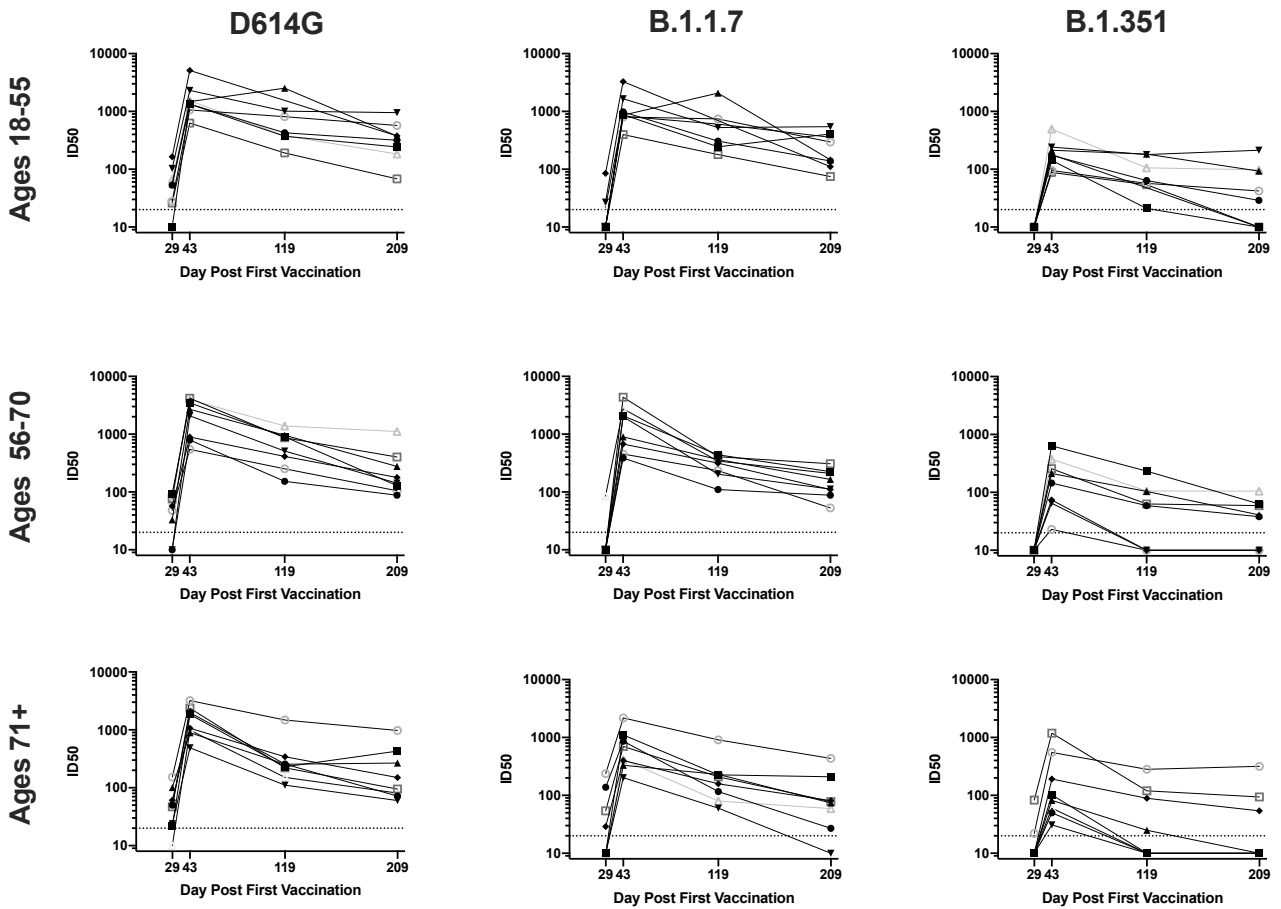 D614G B.1.1.7 B.1.351
Ages 18-55
ID50
10000
1000
100
10
29 43 119 209
Day Post First Vaccination
ID50
10000
1000
100
10
29 43 119 209
Day Post First Vaccination
ID50
10000
1000
100
10
29 43 119 209
Day Post First Vaccination
Ages 56-70
ID50
10000
1000
100
10
29 43 119 209
Day Post First Vaccination
ID50
10000
1000
100
10
29 43 119 209
Day Post First Vaccination
ID50
10000
1000
100
10
29 43 119 209
Day Post First Vaccination
Ages 71+
ID50
10000
1000
100
10
29 43 119 209
Day Post First Vaccination
ID50
10000
1000
100
10
29 43 119 209
Day Post First Vaccination
ID50
10000
1000
100
10
29 43 119 209
Day Post First Vaccination